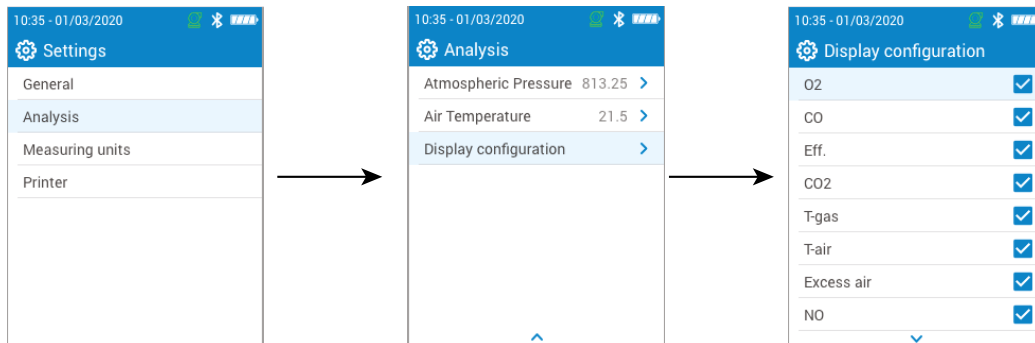 10:35 - 01/03/2020
Settings
General
Analysis
Measuring units
Printer
10:35 - 01/03/2020
Analysis
Atmospheric Pressure 813.25
Air Temperature 21.5
Display configuration
10:35 - 01/03/2020
Display configuration
O2
CO
Eff.
CO2
T-gas
T-air
Excess air
NO